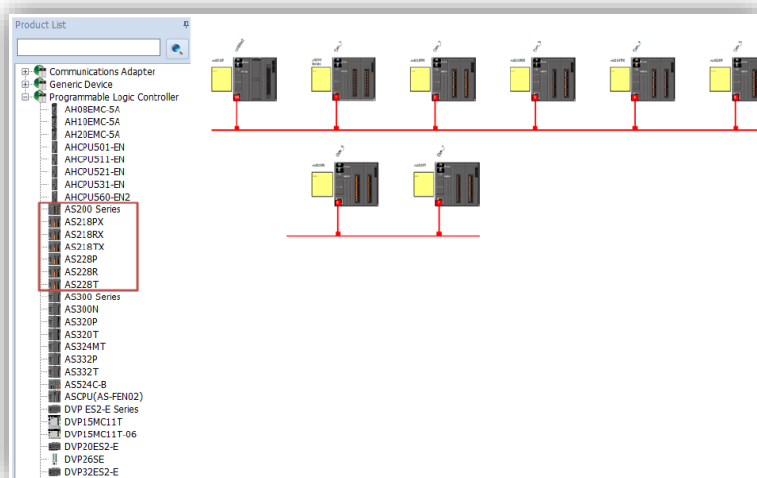 Product List
Communications Adapter
Generic Device
Programmable Logic Controller
AH08EMC-5A
AH10EMC-5A
AH20EMC-5A
AHCPU501-EN
AHCPU511-EN
AHCPU521-EN
AHCPU531-EN
AHCPU560-EN2
AS200 Series
AS218PX
AS218RX
AS218TX
AS228P
AS228R
AS228T
AS300 Series
AS300N
AS320P
AS320T
AS324MT
AS332P
AS332T
AS524C-B
ASCPU(AS-FEN02)
DVP ES2-E Series
DVP15MC11T
DVP15MC11T-06
DVP20ES2-E
DVP26SE
DVP32ES2-E